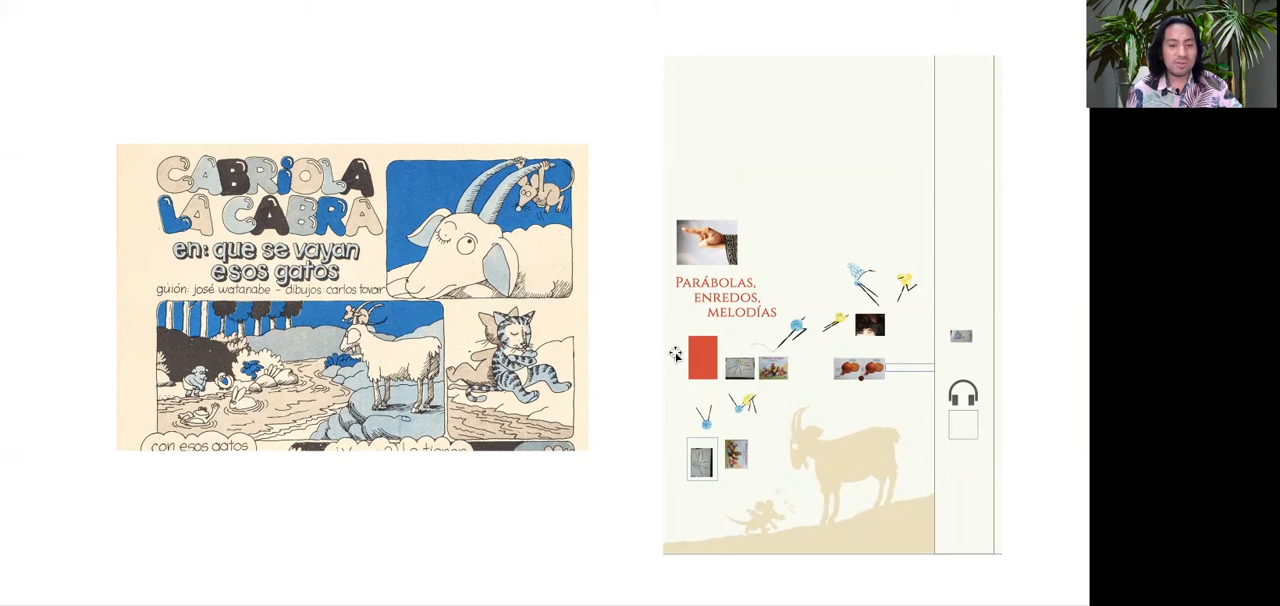 CABRIOLA
LA CABRA
en: que se vayan
esos gatos
guión: josé watanabe - dibujos: carlos tovar
con esos gatos
PARÁBOLAS,
ENREDOS,
MELODÍAS